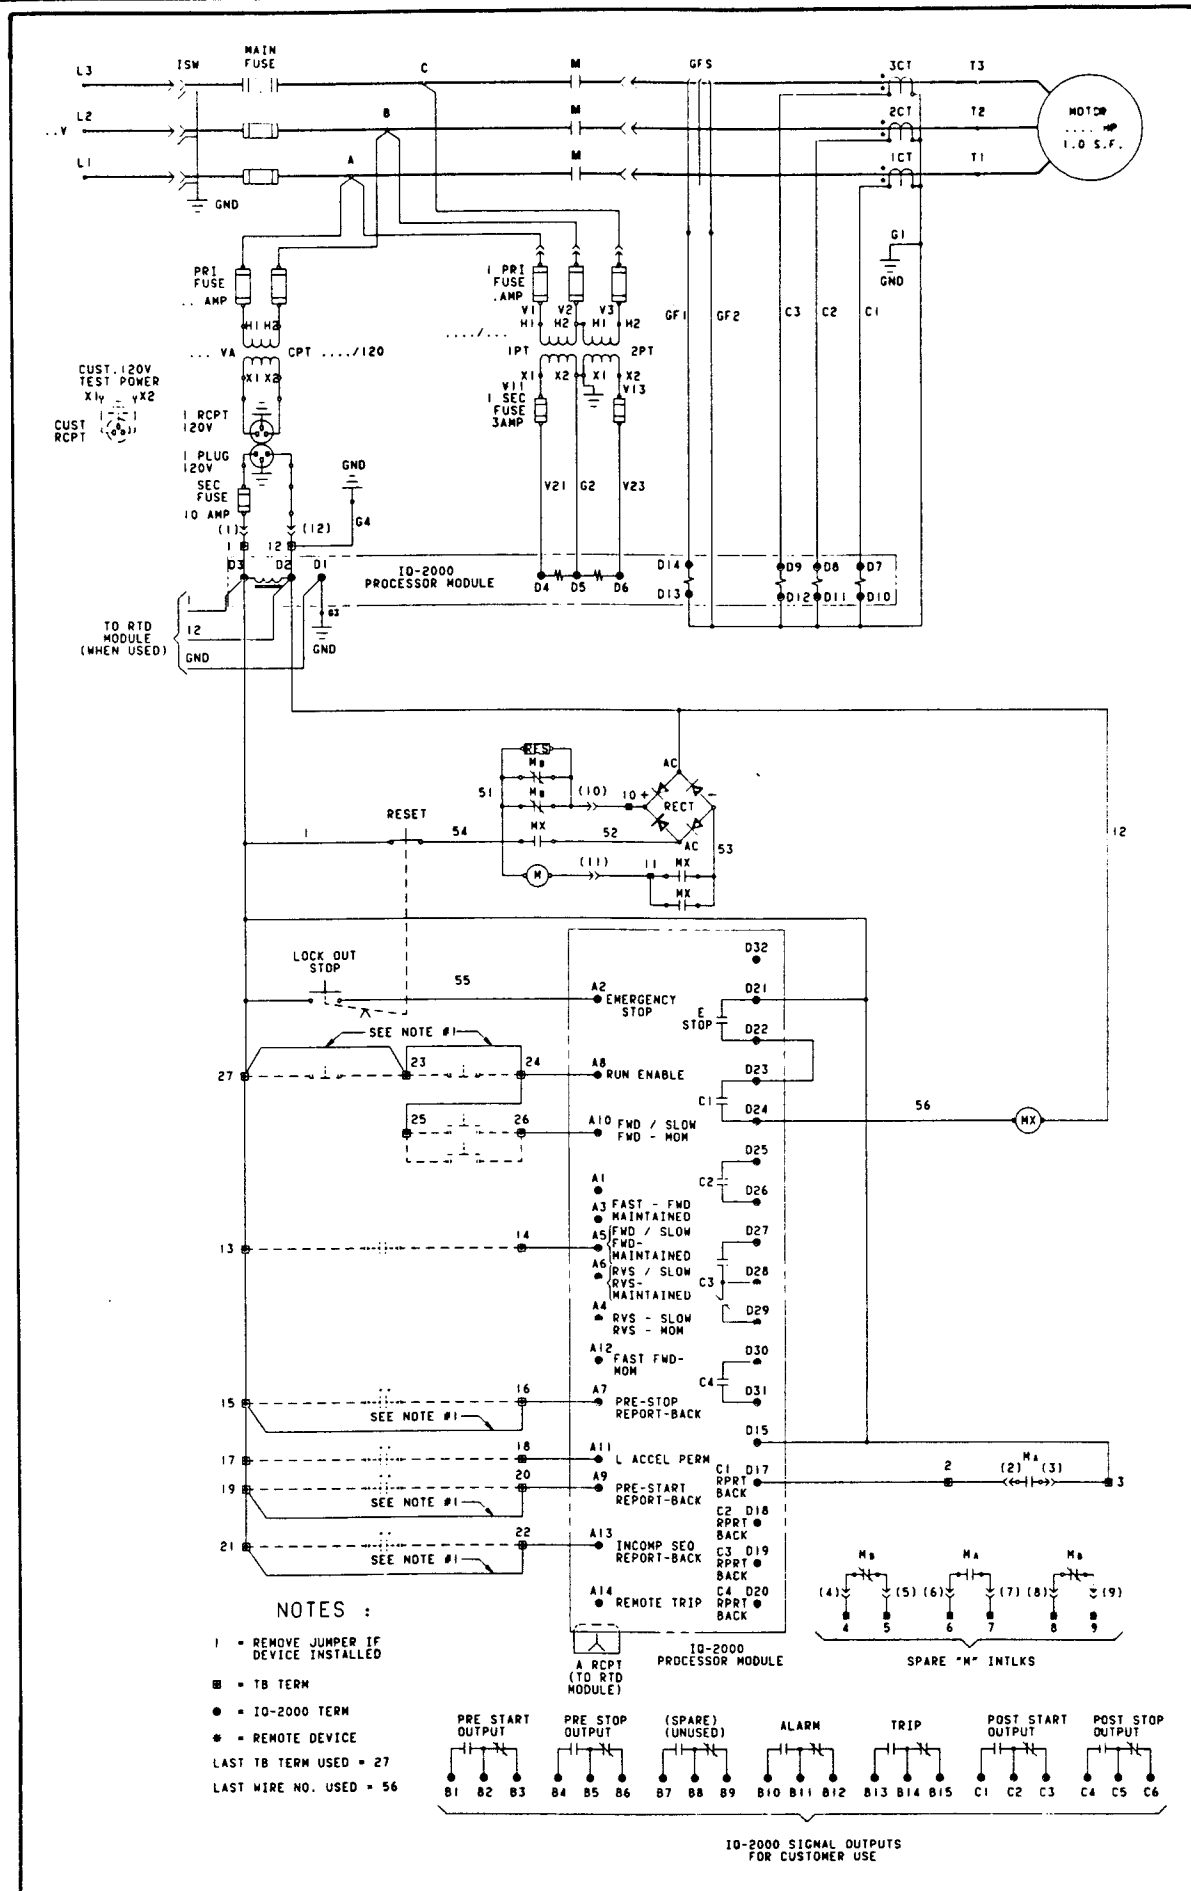 ISW
MAIN
FUSE
L3
C
M
GFS
3CT
T3
L2
..V
B
M
2CT
T2
MOTOR
.... HP
1.0 S.F.
L1
A
M
1CT
T1
GND
G1
GND
PRI
FUSE
.. AMP
1 PRI
FUSE
.AMP
V1 V2 V3
H1 H2
H1 H2 H1 H2
GF1
GF2
C3
C2
C1
..../...
... VA
CPT ..../120
1PT
2PT
CUST.120V
TEST POWER
X1 X2
X1 X2
X1 X2 X1 X2
V11
V13
1 SEC
FUSE
3AMP
CUST
RCPT
1 RCPT
120V
1 PLUG
120V
GND
SEC
FUSE
10 AMP
V21
G2
V23
G4
(1)
(12)
1
12
D3
D2
D1
IQ-2000
PROCESSOR MODULE
D14
D9
D8
D7
D4 D5 D6
D13
D12
D11
D10
1
G3
TO RTD
MODULE
(WHEN USED)
12
GND
GND
RES
MB
AC
51
MB
(10)
10
+
-
RECT
RESET
1
54
MX
52
AC
53
12
M
(11)
11
MX
MX
D32
LOCK OUT
STOP
55
A2
EMERGENCY
STOP
D21
E
STOP
D22
SEE NOTE #1
27
23
24
A8
RUN ENABLE
D23
C1
D24
56
MX
25
26
A10
FWD / SLOW
FWD - MOM
D25
C2
D26
A1
A3
FAST - FWD
MAINTAINED
13
14
A5
FWD / SLOW
FWD-
MAINTAINED
D27
A6
RVS / SLOW
RVS-
MAINTAINED
C3
D28
A4
RVS - SLOW
RVS - MOM
D29
A12
FAST FWD-
MOM
D30
C4
D31
15
16
A7
PRE-STOP
REPORT-BACK
SEE NOTE #1
D15
17
18
A11
L ACCEL PERM
C1 D17
RPRT
BACK
2
(2)
MA
(3)
3
19
20
A9
PRE-START
REPORT-BACK
SEE NOTE #1
C2 D18
RPRT
BACK
21
22
A13
INCOMP SEQ
REPORT-BACK
SEE NOTE #1
C3 D19
RPRT
BACK
MB
MA
MB
A14
REMOTE TRIP
C4 D20
RPRT
BACK
(4) (5) (6) (7) (8) (9)
4 5 6 7 8 9
SPARE "M" INTLKS
IQ-2000
PROCESSOR MODULE
A RCPT
(TO RTD
MODULE)
NOTES :
1 = REMOVE JUMPER IF
DEVICE INSTALLED
= TB TERM
= IQ-2000 TERM
= REMOTE DEVICE
LAST TB TERM USED = 27
LAST WIRE NO. USED = 56
PRE START
OUTPUT
PRE STOP
OUTPUT
(SPARE)
(UNUSED)
ALARM
TRIP
POST START
OUTPUT
POST STOP
OUTPUT
B1 B2 B3 B4 B5 B6 B7 B8 B9 B10 B11 B12 B13 B14 B15 C1 C2 C3 C4 C5 C6
IQ-2000 SIGNAL OUTPUTS
FOR CUSTOMER USE